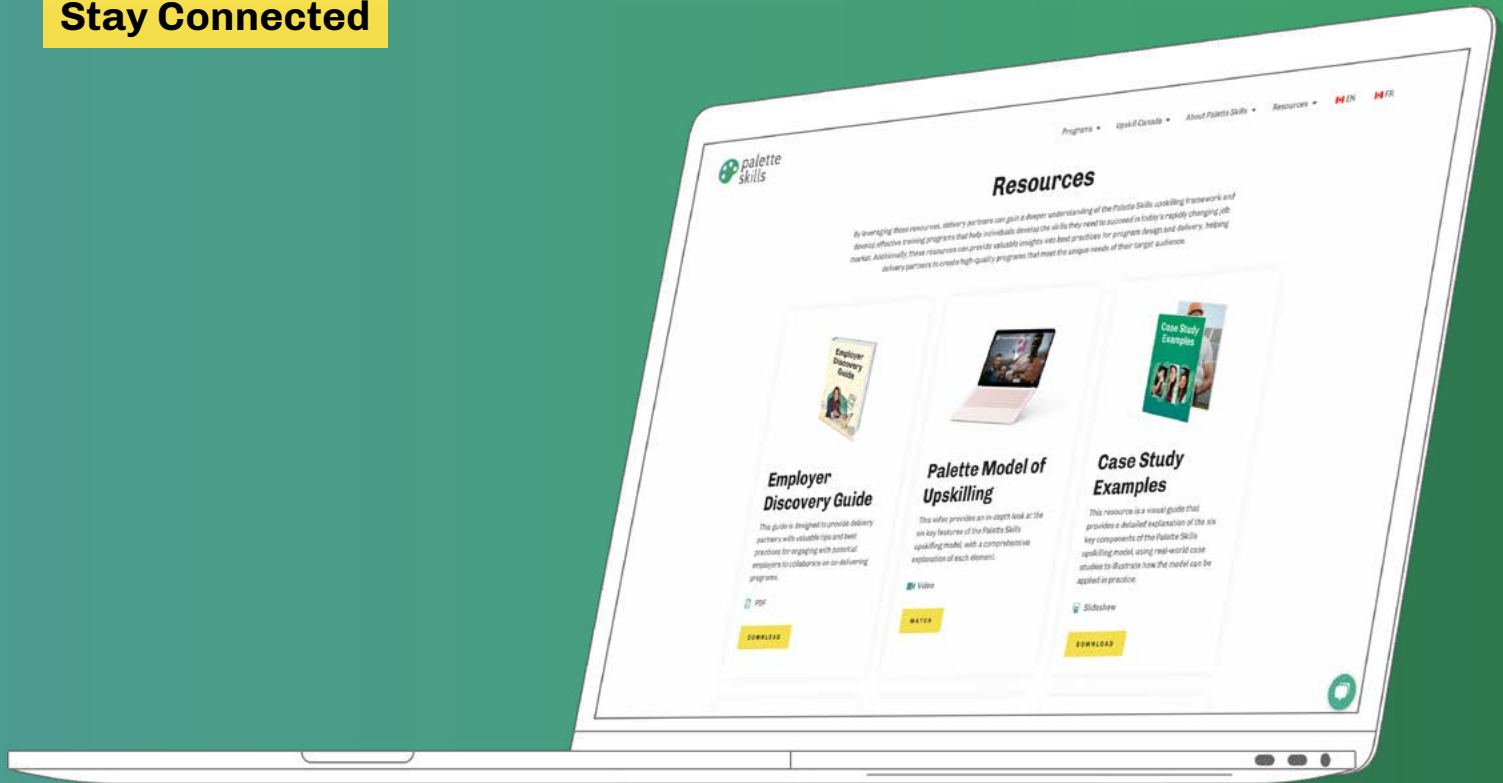 Stay Connected
palette
skills
Programs
Upskill Canada
About Palette Skills
Resources
EN
FR
Resources
By leveraging these resources, delivery partners can gain a deeper understanding of the Palette Skills upskilling framework and
develop effective training programs that help individuals develop the skills they need to succeed in today's rapidly changing job
market. Additionally, these resources can provide valuable insights into best practices for program design and delivery, helping
delivery partners to create high-quality programs that meet the unique needs of their target audience.
Employer
Discovery
Guide
Employer
Discovery Guide
This guide is designed to provide delivery
partners with valuable tips and best
practices for engaging with potential
employers to collaborate on co-delivering
programs.
PDF
DOWNLOAD
Palette Model of
Upskilling
This video provides an in-depth look at the
six key features of the Palette Skills
upskilling model, with a comprehensive
explanation of each element.
Video
WATCH
Case Study
Examples
Case Study
Examples
This resource is a visual guide that
provides a detailed explanation of the six
key components of the Palette Skills
upskilling model, using real-world case
studies to illustrate how the model can be
applied in practice.
Slideshow
DOWNLOAD